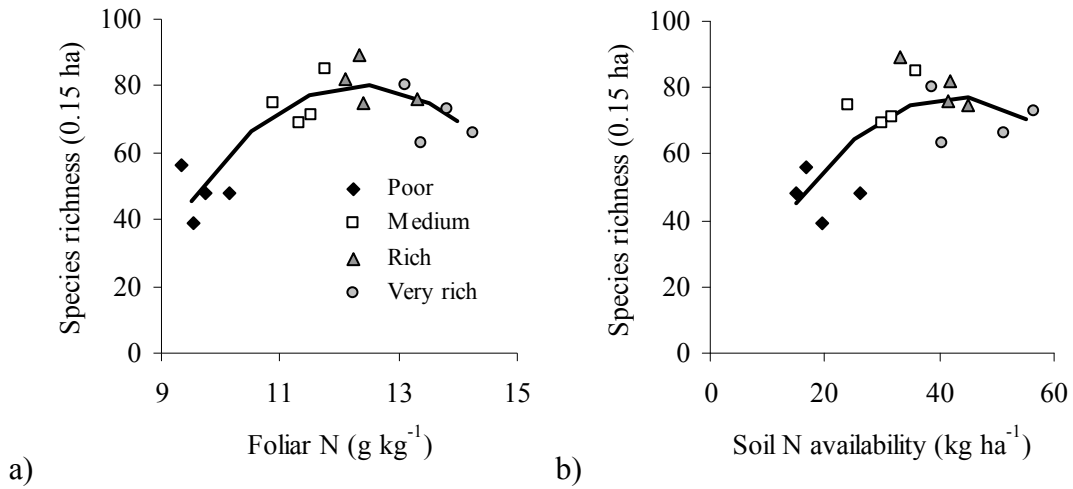 Species richness (0.15 ha)
100
80
60
40
20
0
9
11
13
15
Foliar N (g kg⁻¹)
Poor
Medium
Rich
Very rich
a)
Species richness (0.15 ha)
100
80
60
40
20
0
0
20
40
60
Soil N availability (kg ha⁻¹)
b)